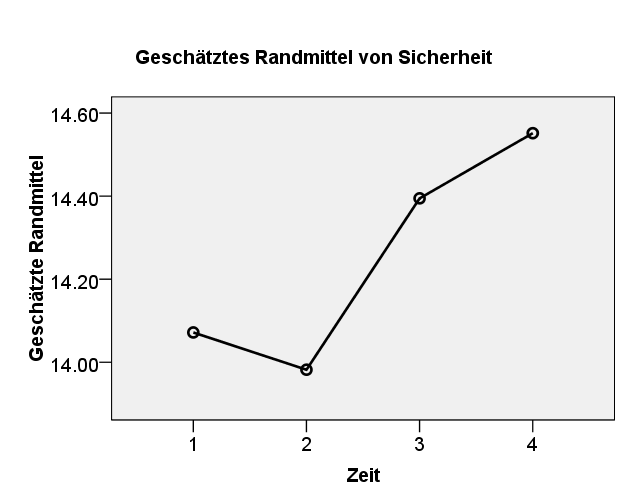 Geschätztes Randmittel von Sicherheit
Geschätzte Randmittel
14.60
14.40
14.20
14.00
1 2 3 4
Zeit